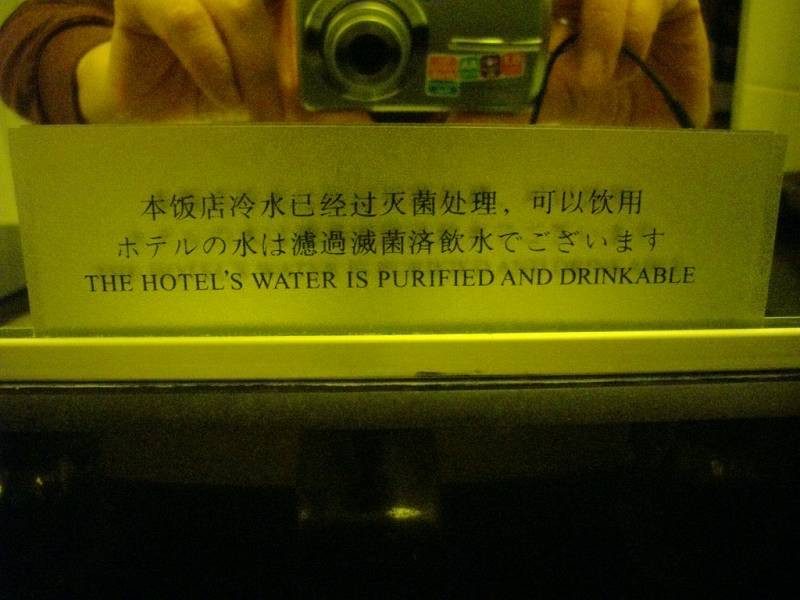 本饭店冷水已经过灭菌处理，可以饮用
ホテルの水は濾過滅菌済飲水でございます
THE HOTEL'S WATER IS PURIFIED AND DRINKABLE